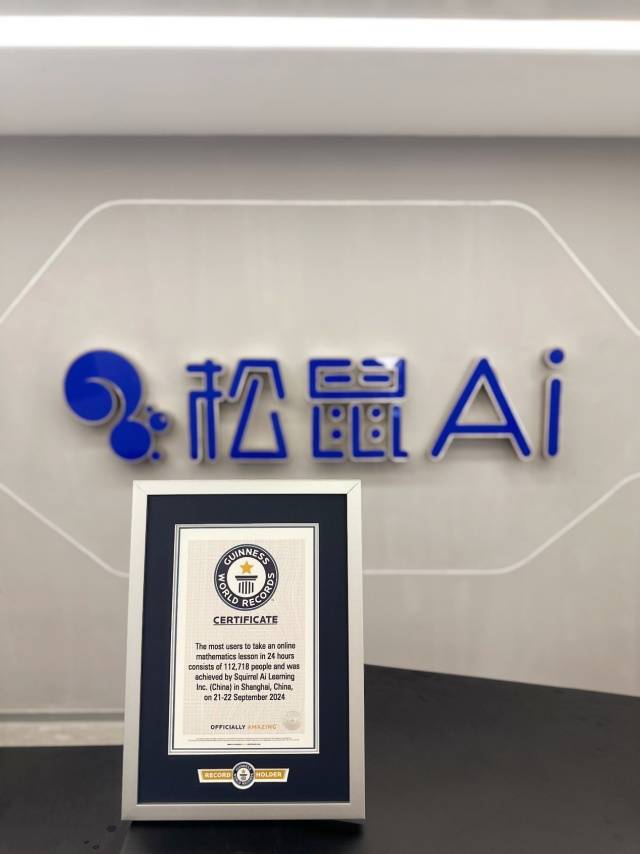 松鼠Ai
GUINNESS
WORLD RECORDS
CERTIFICATE
The most users to take an online
mathematics lesson in 24 hours
consists of 112,718 people and was
achieved by Squirrel Ai Learning
Inc. (China) in Shanghai, China,
on 21-22 September 2024
OFFICIALLY AMAZING
RECORD HOLDER